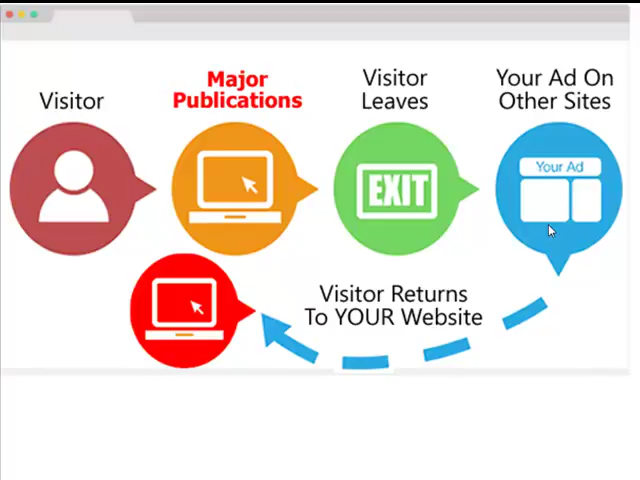 Visitor
Major
Publications
Visitor
Leaves
Your Ad On
Other Sites
EXIT
Your Ad
Visitor Returns
To YOUR Website